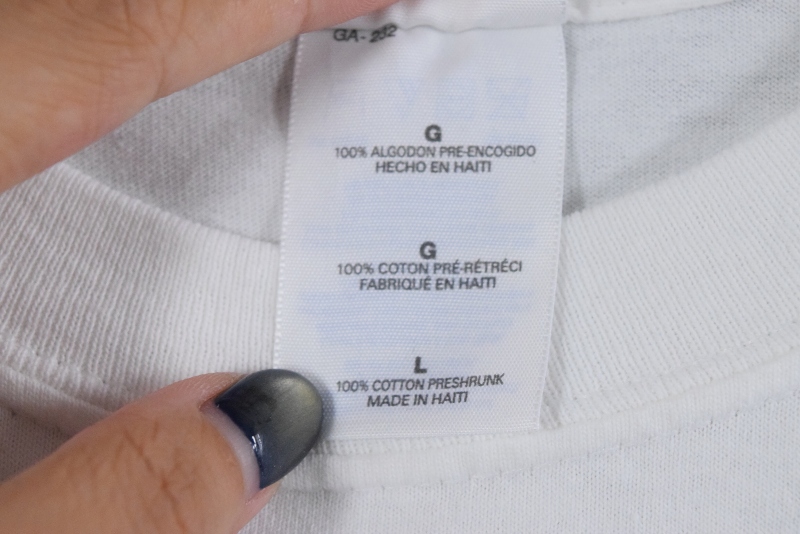 GA-232
G
100% ALGODON PRE-ENCOGIDO
HECHO EN HAITI
G
100% COTON PRÉ-RÉTRÉCI
FABRIQUÉ EN HAITI
L
100% COTTON PRESHRUNK
MADE IN HAITI